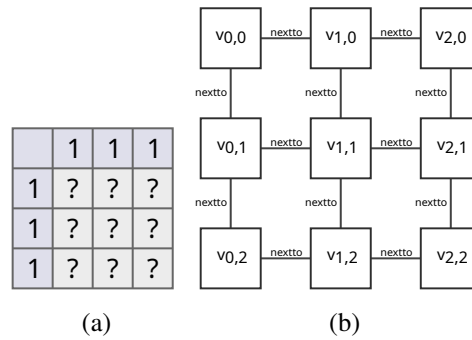 v0,0 nextto v1,0 nextto v2,0
nextto nextto nextto
1 1 1
v0,1 nextto v1,1 nextto v2,1
1 ? ? ?
1 ? ? ?
nextto nextto nextto
1 ? ? ?
v0,2 nextto v1,2 nextto v2,2
(a) (b)